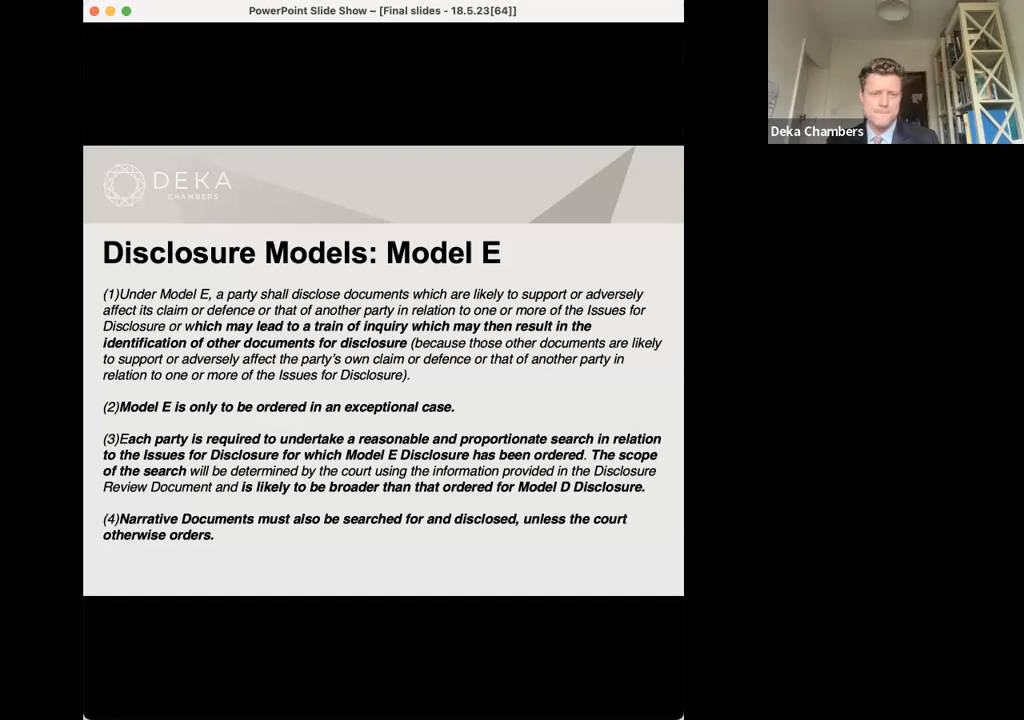 PowerPoint Slide Show – [Final slides - 18.5.23[64]]
Deka Chambers
DEKA
CHAMBERS
Disclosure Models: Model E
(1)Under Model E, a party shall disclose documents which are likely to support or adversely
affect its claim or defence or that of another party in relation to one or more of the Issues for
Disclosure or which may lead to a train of inquiry which may then result in the
identification of other documents for disclosure (because those other documents are likely
to support or adversely affect the party's own claim or defence or that of another party in
relation to one or more of the Issues for Disclosure).
(2)Model E is only to be ordered in an exceptional case.
(3)Each party is required to undertake a reasonable and proportionate search in relation
to the Issues for Disclosure for which Model E Disclosure has been ordered. The scope
of the search will be determined by the court using the information provided in the Disclosure
Review Document and is likely to be broader than that ordered for Model D Disclosure.
(4)Narrative Documents must also be searched for and disclosed, unless the court
otherwise orders.